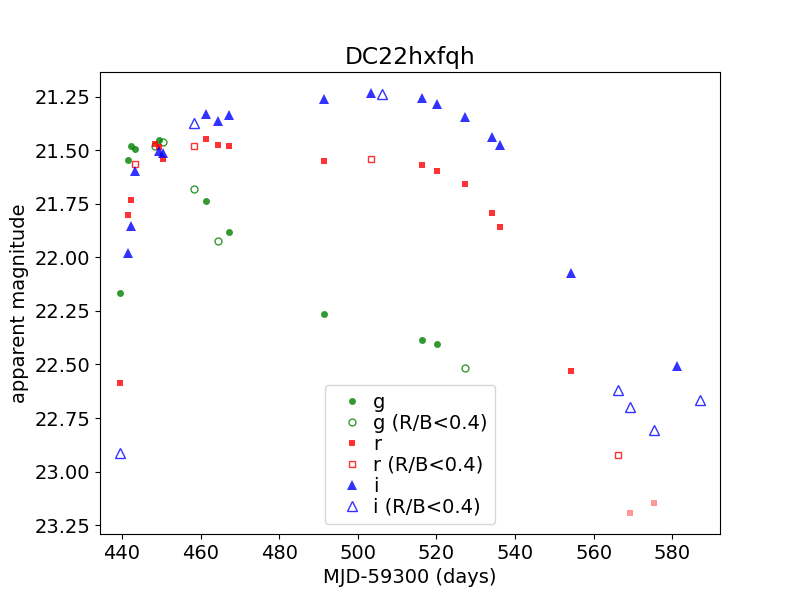 DC22hxfqh
apparent magnitude
21.25
21.50
21.75
22.00
22.25
22.50
22.75
23.00
23.25
g
g (R/B<0.4)
r
r (R/B<0.4)
i
i (R/B<0.4)
440 460 480 500 520 540 560 580
MJD-59300 (days)